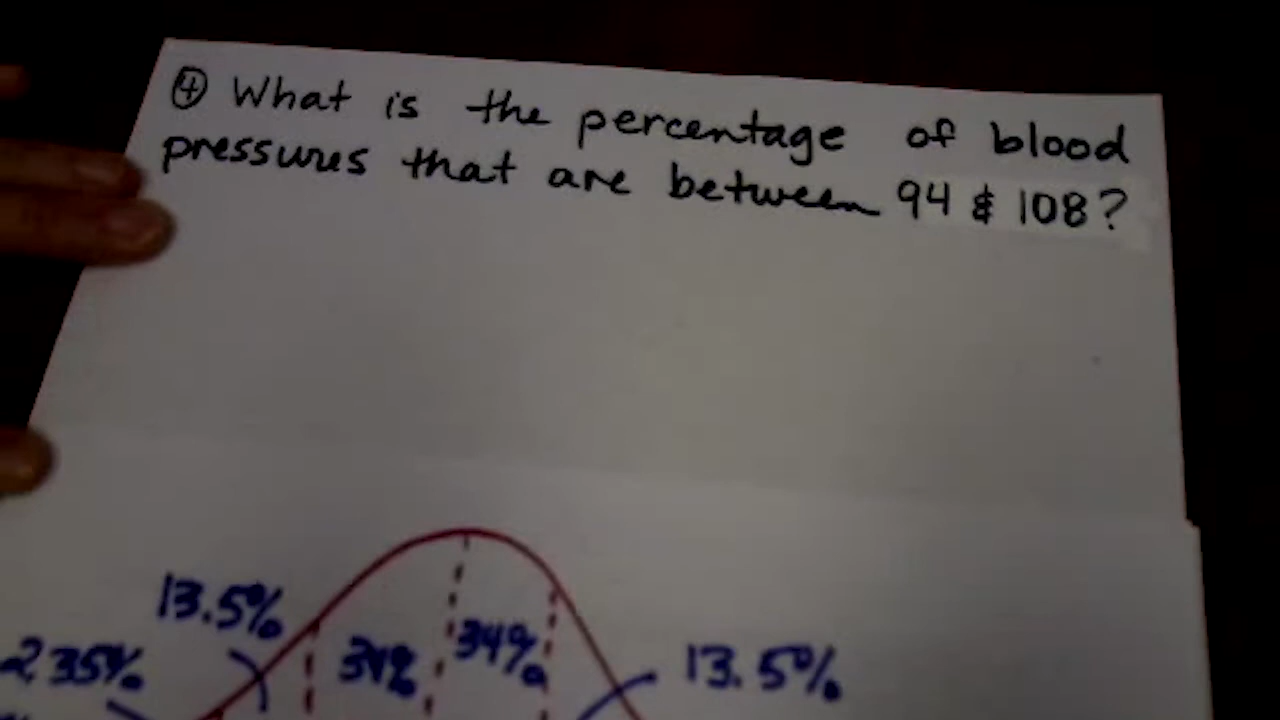 ④ What is the percentage of blood
pressures that are between 94 & 108?
13.5%
2.35%
34%
34%
13.5%